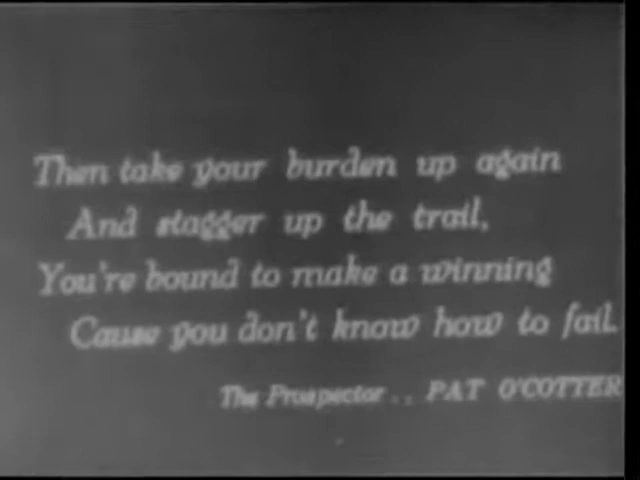 Then take your burden up again
And stagger up the trail,
You're bound to make a winning
Cause you don't know how to fail.
The Prospector . . PAT O'COTTER